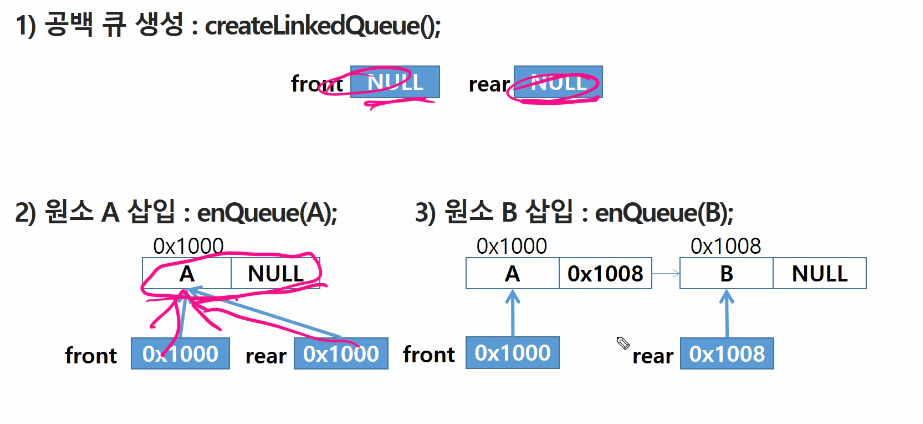 1) 공백 큐 생성 : createLinkedQueue();
front NULL rear NULL
2) 원소 A 삽입 : enQueue(A); 3) 원소 B 삽입 : enQueue(B);
0x1000 0x1000 0x1008
A NULL A 0x1008 B NULL
front 0x1000 rear 0x1000 front 0x1000 rear 0x1008